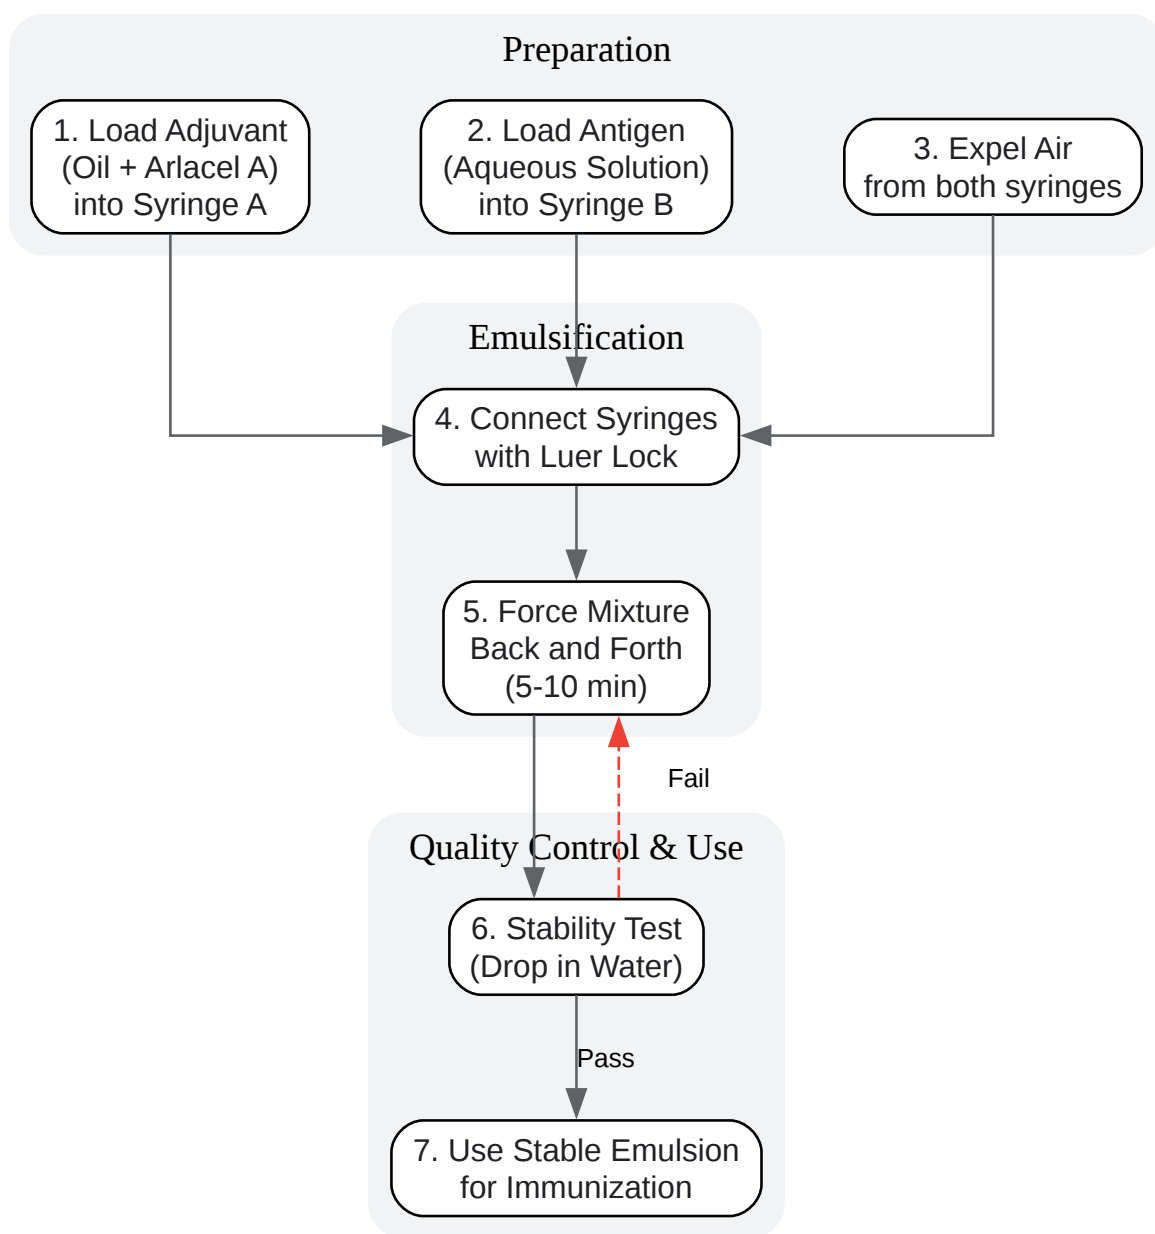 Preparation
1. Load Adjuvant
(Oil + Arlacel A)
into Syringe A
2. Load Antigen
(Aqueous Solution)
into Syringe B
3. Expel Air
from both syringes
Emulsification
4. Connect Syringes
with Luer Lock
5. Force Mixture
Back and Forth
(5-10 min)
Fail
Quality Control & Use
6. Stability Test
(Drop in Water)
Pass
7. Use Stable Emulsion
for Immunization